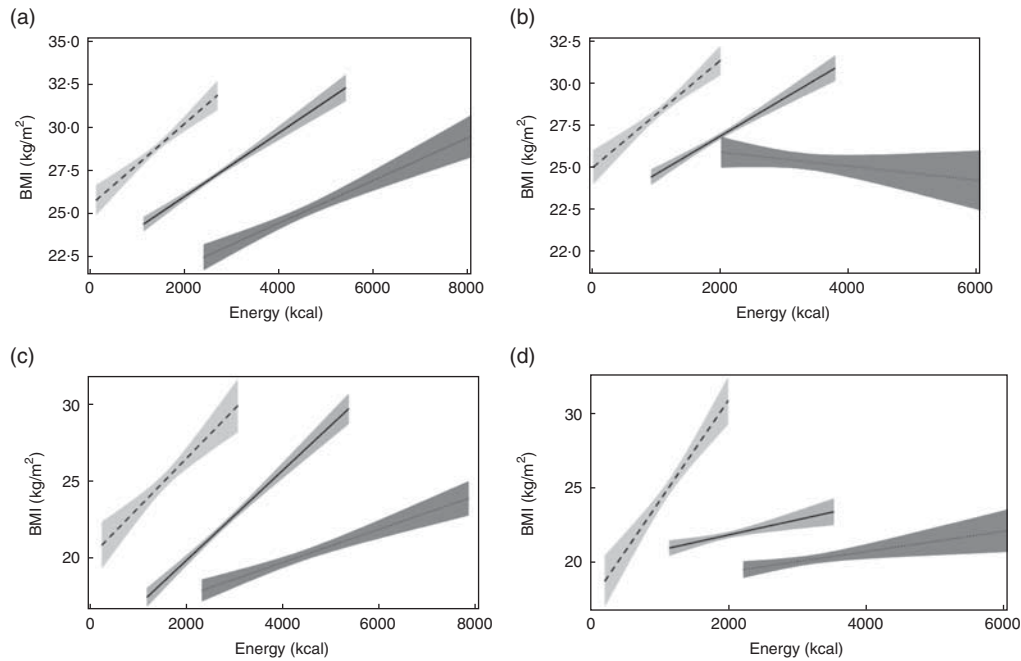 (a)
35·0
32·5
30·0
27·5
25·0
22·5
BMI (kg/m²)
0 2000 4000 6000 8000
Energy (kcal)
(b)
32·5
30·0
27·5
25·0
22·5
22·0
BMI (kg/m²)
0 2000 4000 6000
Energy (kcal)
(c)
30
25
20
BMI (kg/m²)
0 2000 4000 6000 8000
Energy (kcal)
(d)
30
25
20
BMI (kg/m²)
0 2000 4000 6000
Energy (kcal)